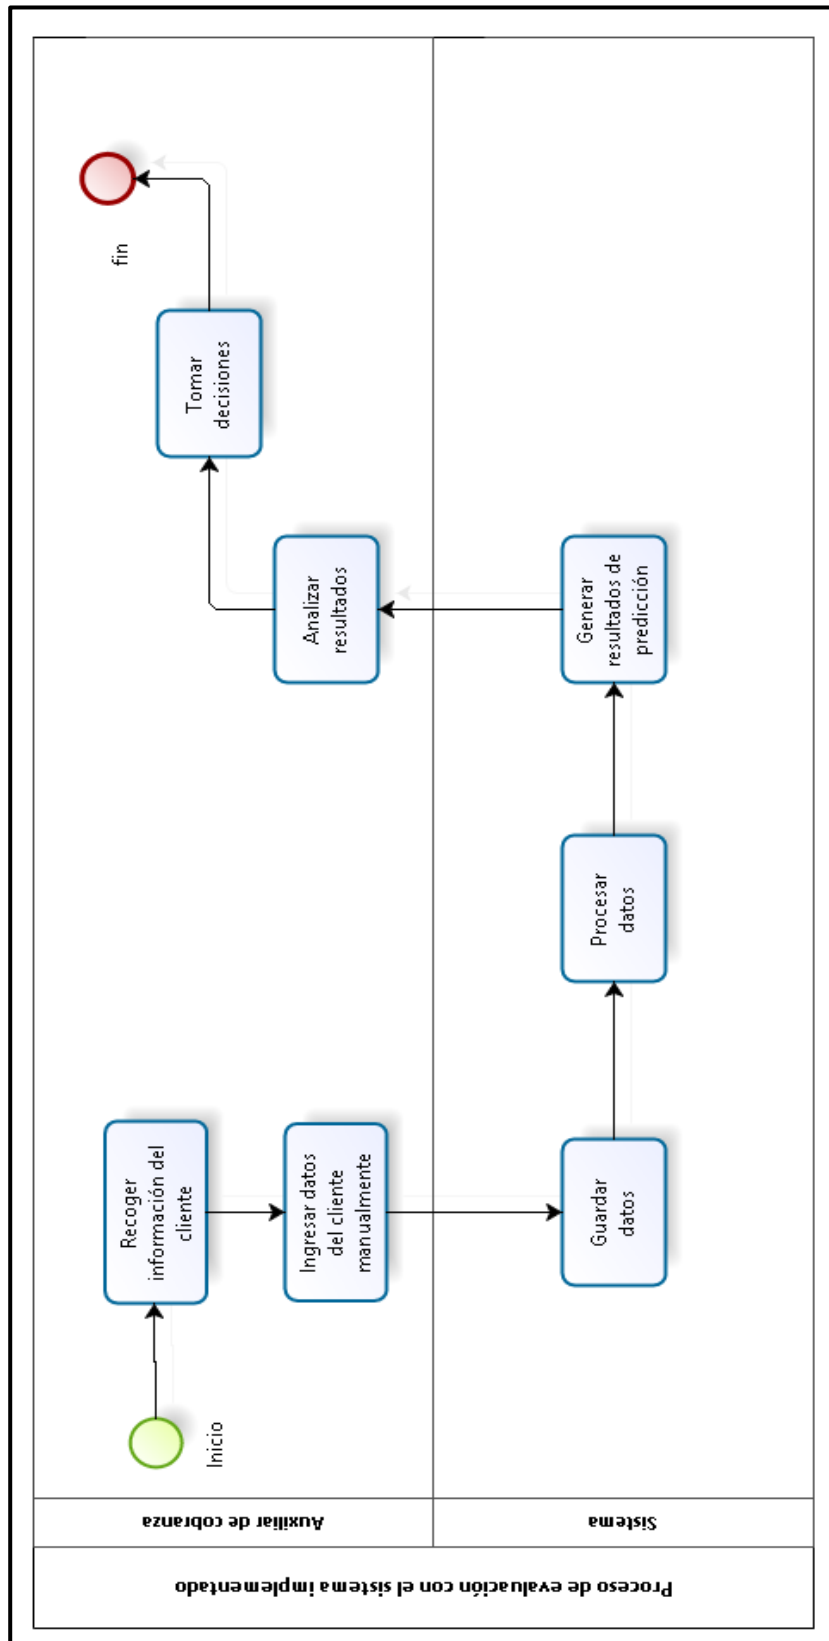 Proceso de evaluación con el sistema implementado
Auxiliar de cobranza
Sistema
Inicio
Recoger
información del
cliente
Ingresar datos
del cliente
manualmente
Guardar
datos
Procesar
datos
Generar
resultados de
predicción
Analizar
resultados
Tomar
decisiones
fin